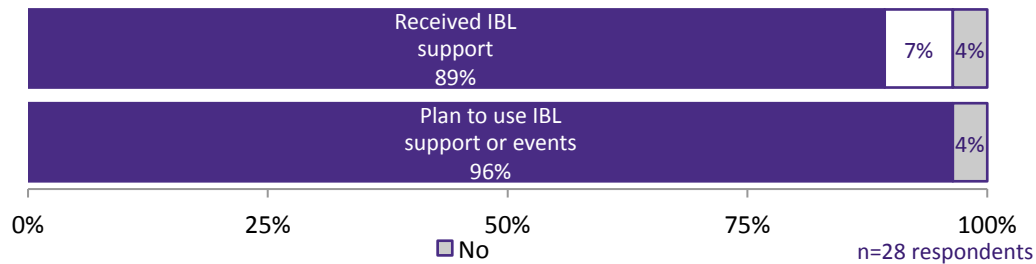 Received IBL
support
89%
7%
4%
Plan to use IBL
support or events
96%
4%
0%
25%
50%
75%
100%
No
n=28 respondents